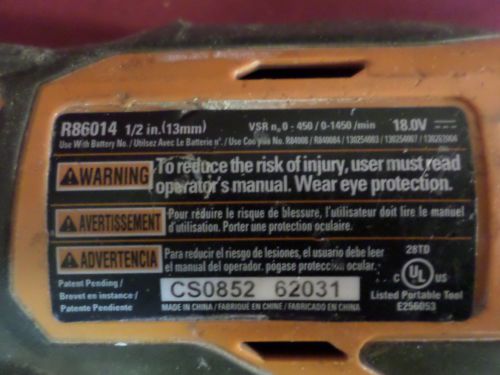 R86014 1/2 in.(13mm) VSR n₀ 0 - 450 / 0-1450 /min 18.0V
Use With Battery No. / Utilsez Avec Le Batterie n°. / Use Con
WARNING To reduce the risk of injury, user must read
operator's manual. Wear eye protection.
AVERTISSEMENT Pour réduire le risque de blessure, l'utilisateur doit lire le manuel
d'utilisation. Porter une protection oculaire.
ADVERTENCIA Para reducir el riesgo de lesiones, el usuario debe leer
el manual del operador. pógase protección ocular.
28TD
Patent Pending /
Brevet en instance/
Patente Pendiente
CS0852 62031
MADE IN CHINA / FABRIQUÉ EN CHINE / FABRICADO EN CHINA
C UL US
Listed Portable Tool
E256053